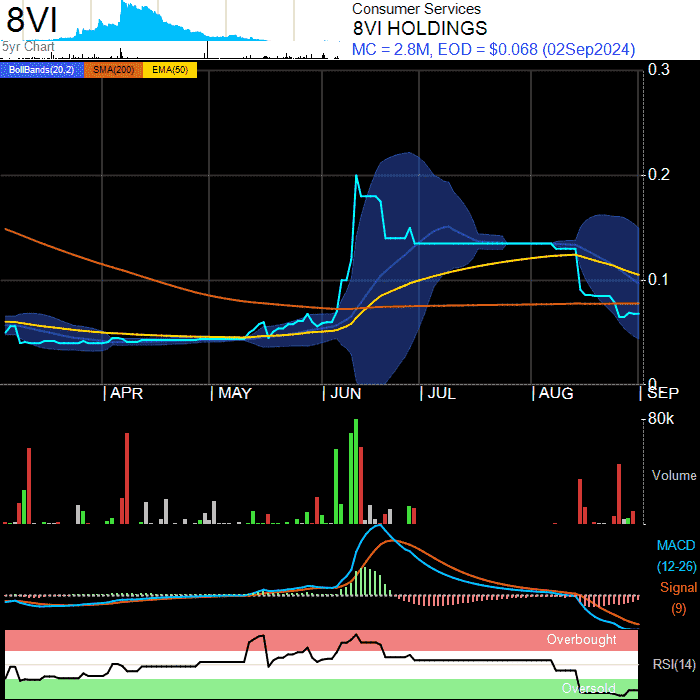 8VI
5yr Chart
Consumer Services
8VI HOLDINGS
MC = 2.8M, EOD = $0.068 (02Sep2024)
BollBands(20,2) SMA(200) EMA(50)
0.3
0.2
0.1
0
APR MAY JUN JUL AUG SEP
80k
Volume
MACD
(12-26)
Signal
(9)
Overbought
RSI(14)
Oversold